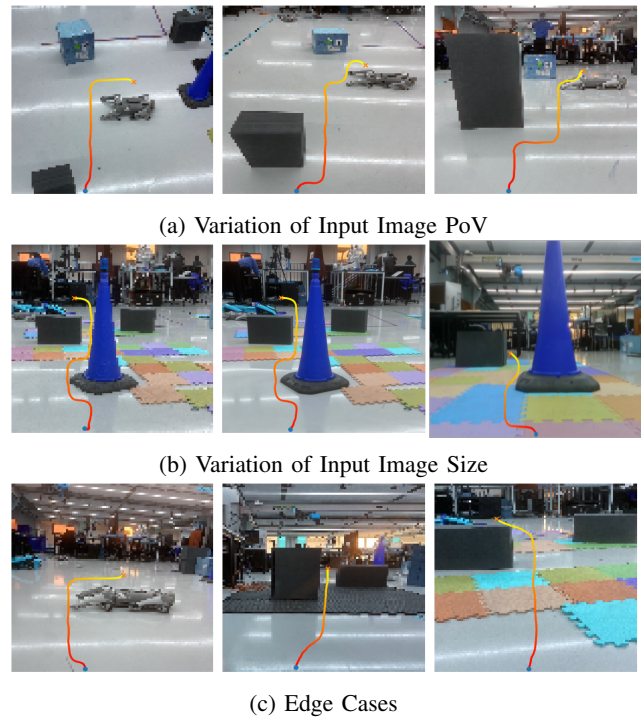 (a) Variation of Input Image PoV
(b) Variation of Input Image Size
(c) Edge Cases